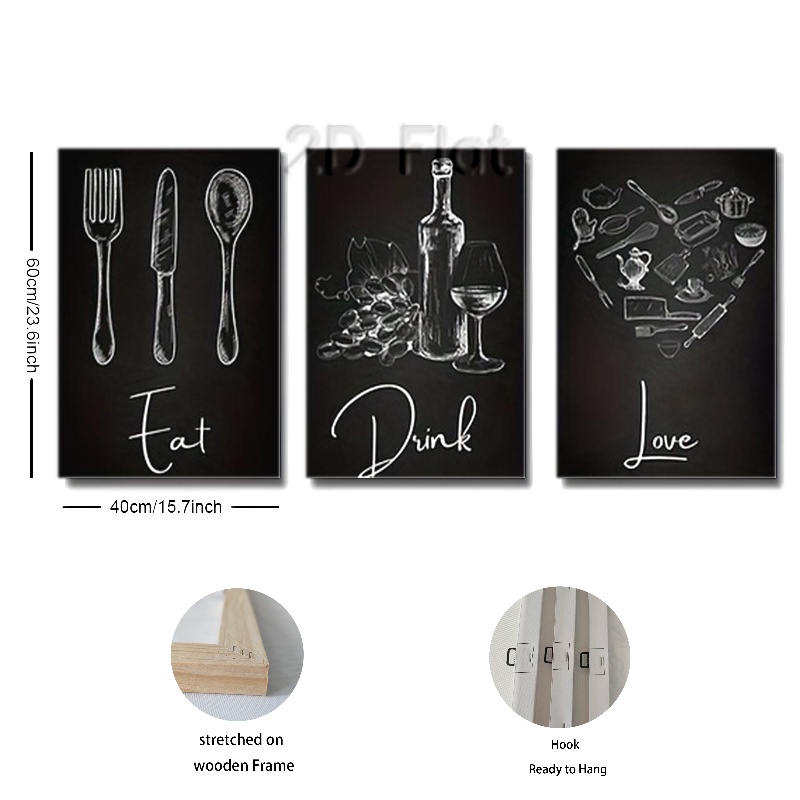 2D Flat
60cm/23.6inch
Eat
Drink
Love
40cm/15.7inch
stretched on
wooden Frame
Hook
Ready to Hang